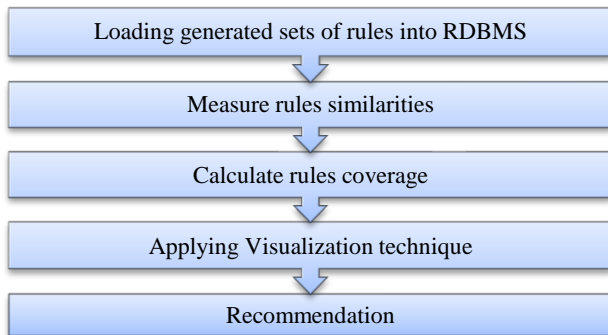 Loading generated sets of rules into RDBMS
Measure rules similarities
Calculate rules coverage
Applying Visualization technique
Recommendation